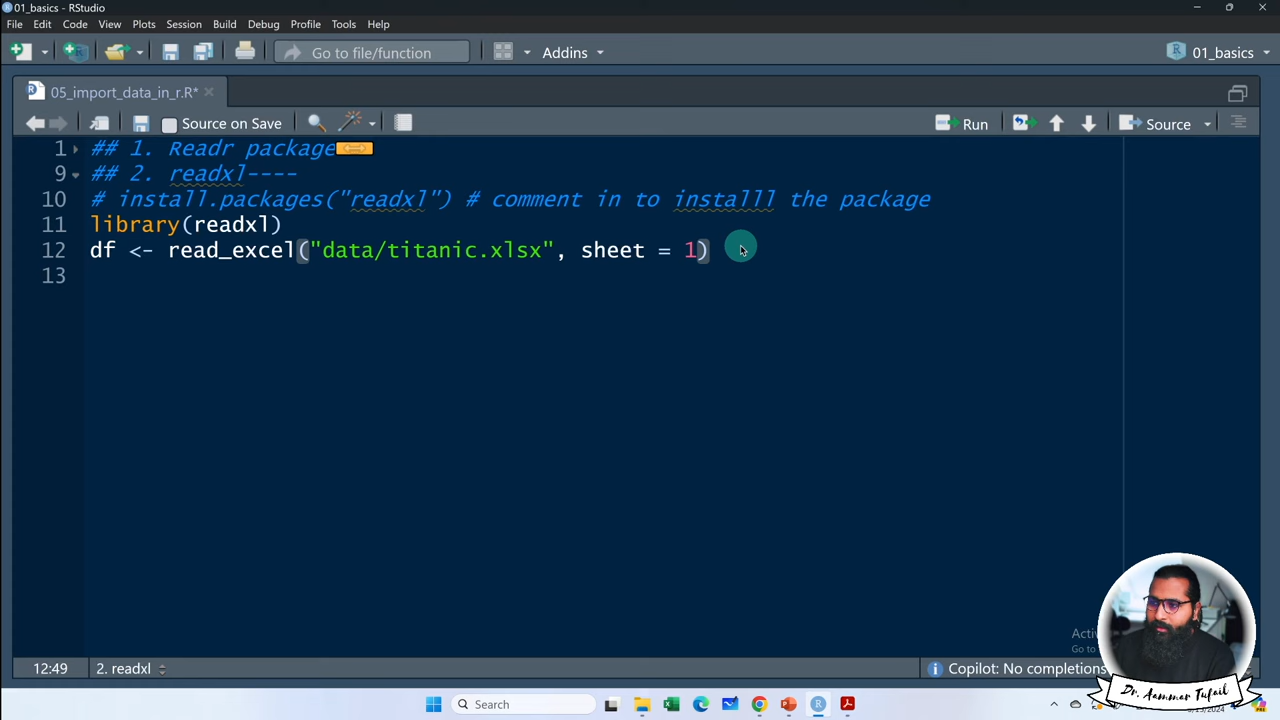 01_basics - RStudio
File Edit Code View Plots Session Build Debug Profile Tools Help
Go to file/function Addins 01_basics
05_import_data_in_r.R*
Source on Save Run Source
1 ## 1. Readr package
9 ## 2. readxl----
10 # install.packages("readxl") # comment in to installl the package
11 library(readxl)
12 df <- read_excel("data/titanic.xlsx", sheet = 1)
13
12:49 2. readxl Copilot: No completions
Dr. Aammar Tufail
Search